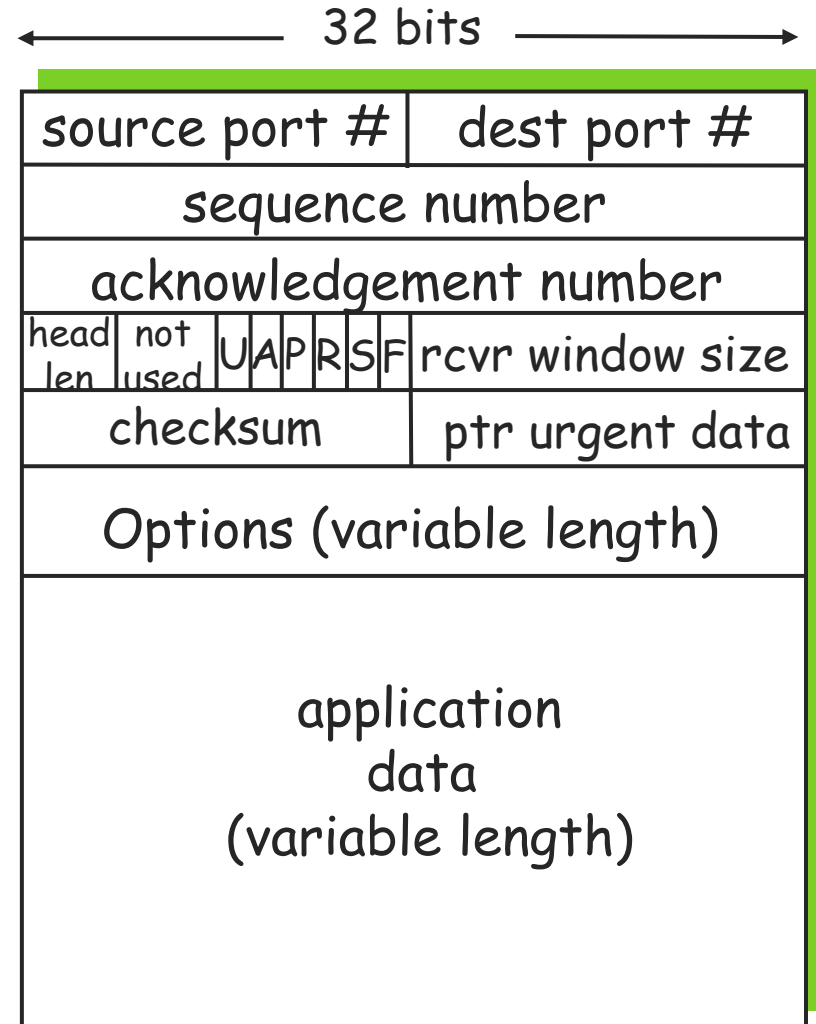 32 bits
source port # dest port #
sequence number
acknowledgement number
head not U A P R S F rcvr window size
len used
checksum ptr urgent data
Options (variable length)
application
data
(variable length)